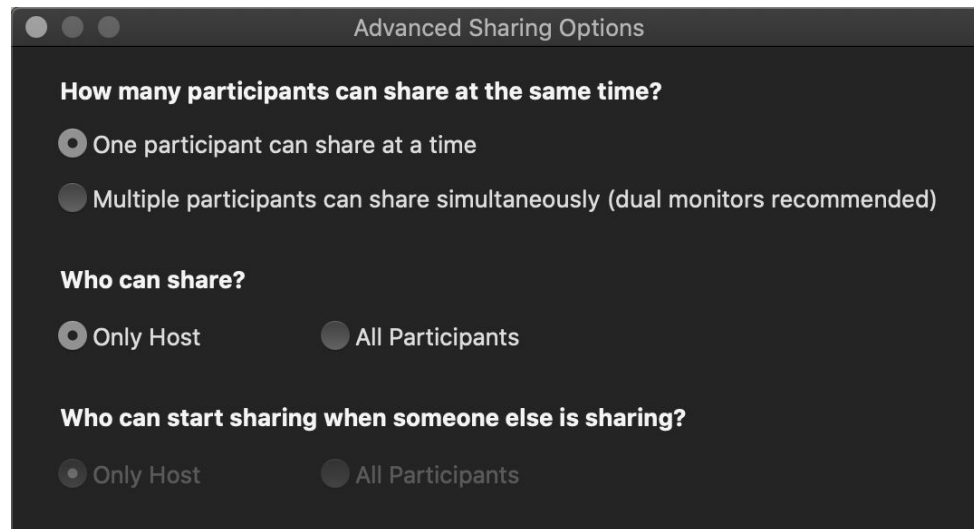 Advanced Sharing Options
How many participants can share at the same time?
One participant can share at a time
Multiple participants can share simultaneously (dual monitors recommended)
Who can share?
Only Host All Participants
Who can start sharing when someone else is sharing?
Only Host All Participants